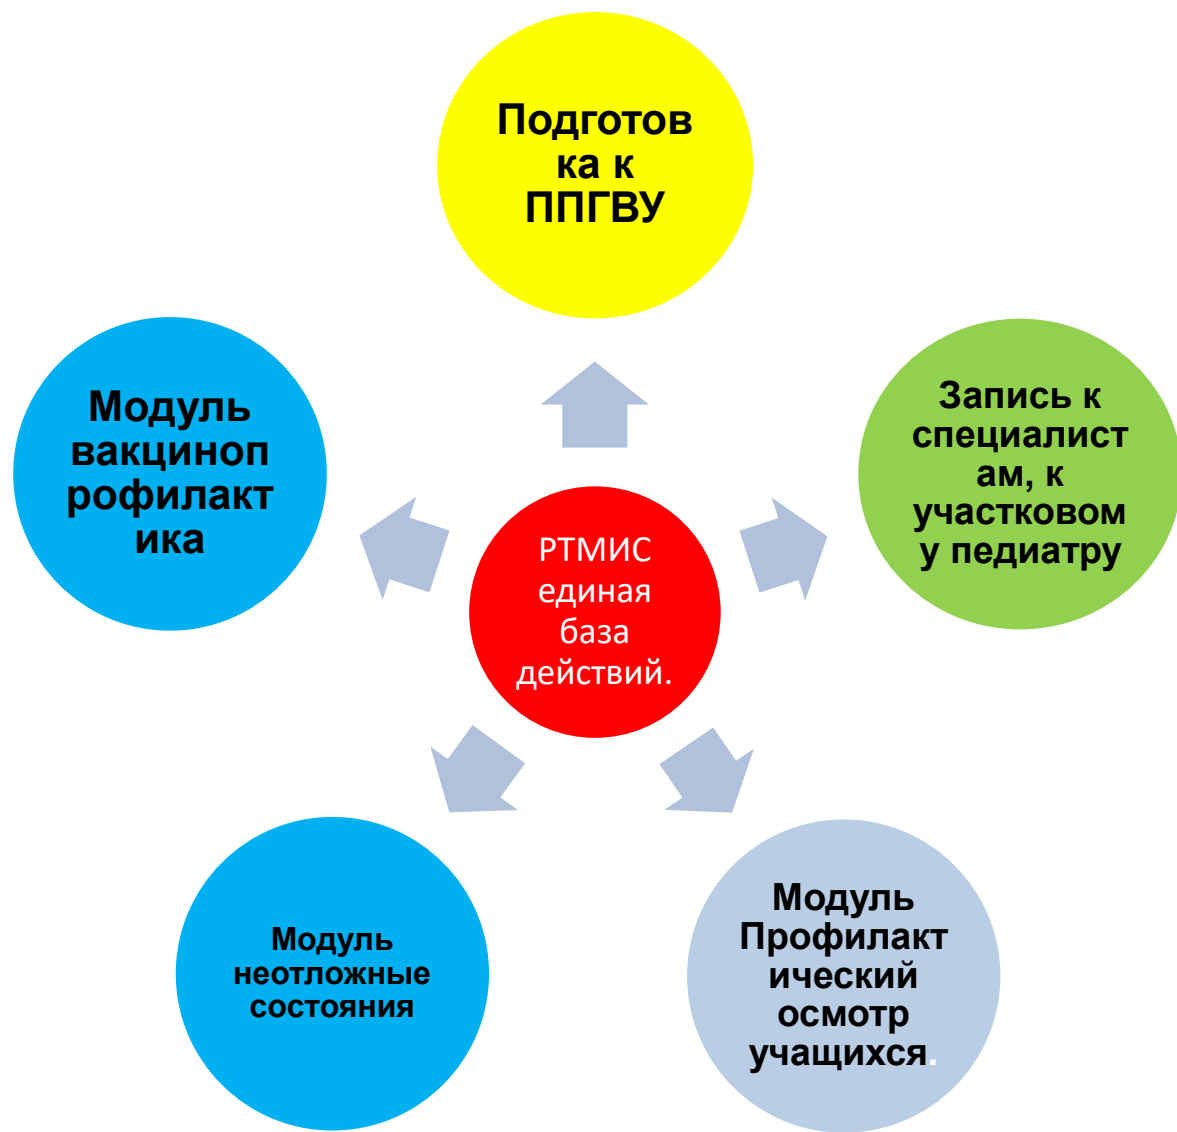 Подготов
ка к
ППГВУ
Модуль
вакциноп
рофилакт
ика
Запись к
специалист
ам, к
участковом
у педиатру
РТМИС
единая
база
действий.
Модуль
неотложные
состояния
Модуль
Профилакт
ический
осмотр
учащихся.